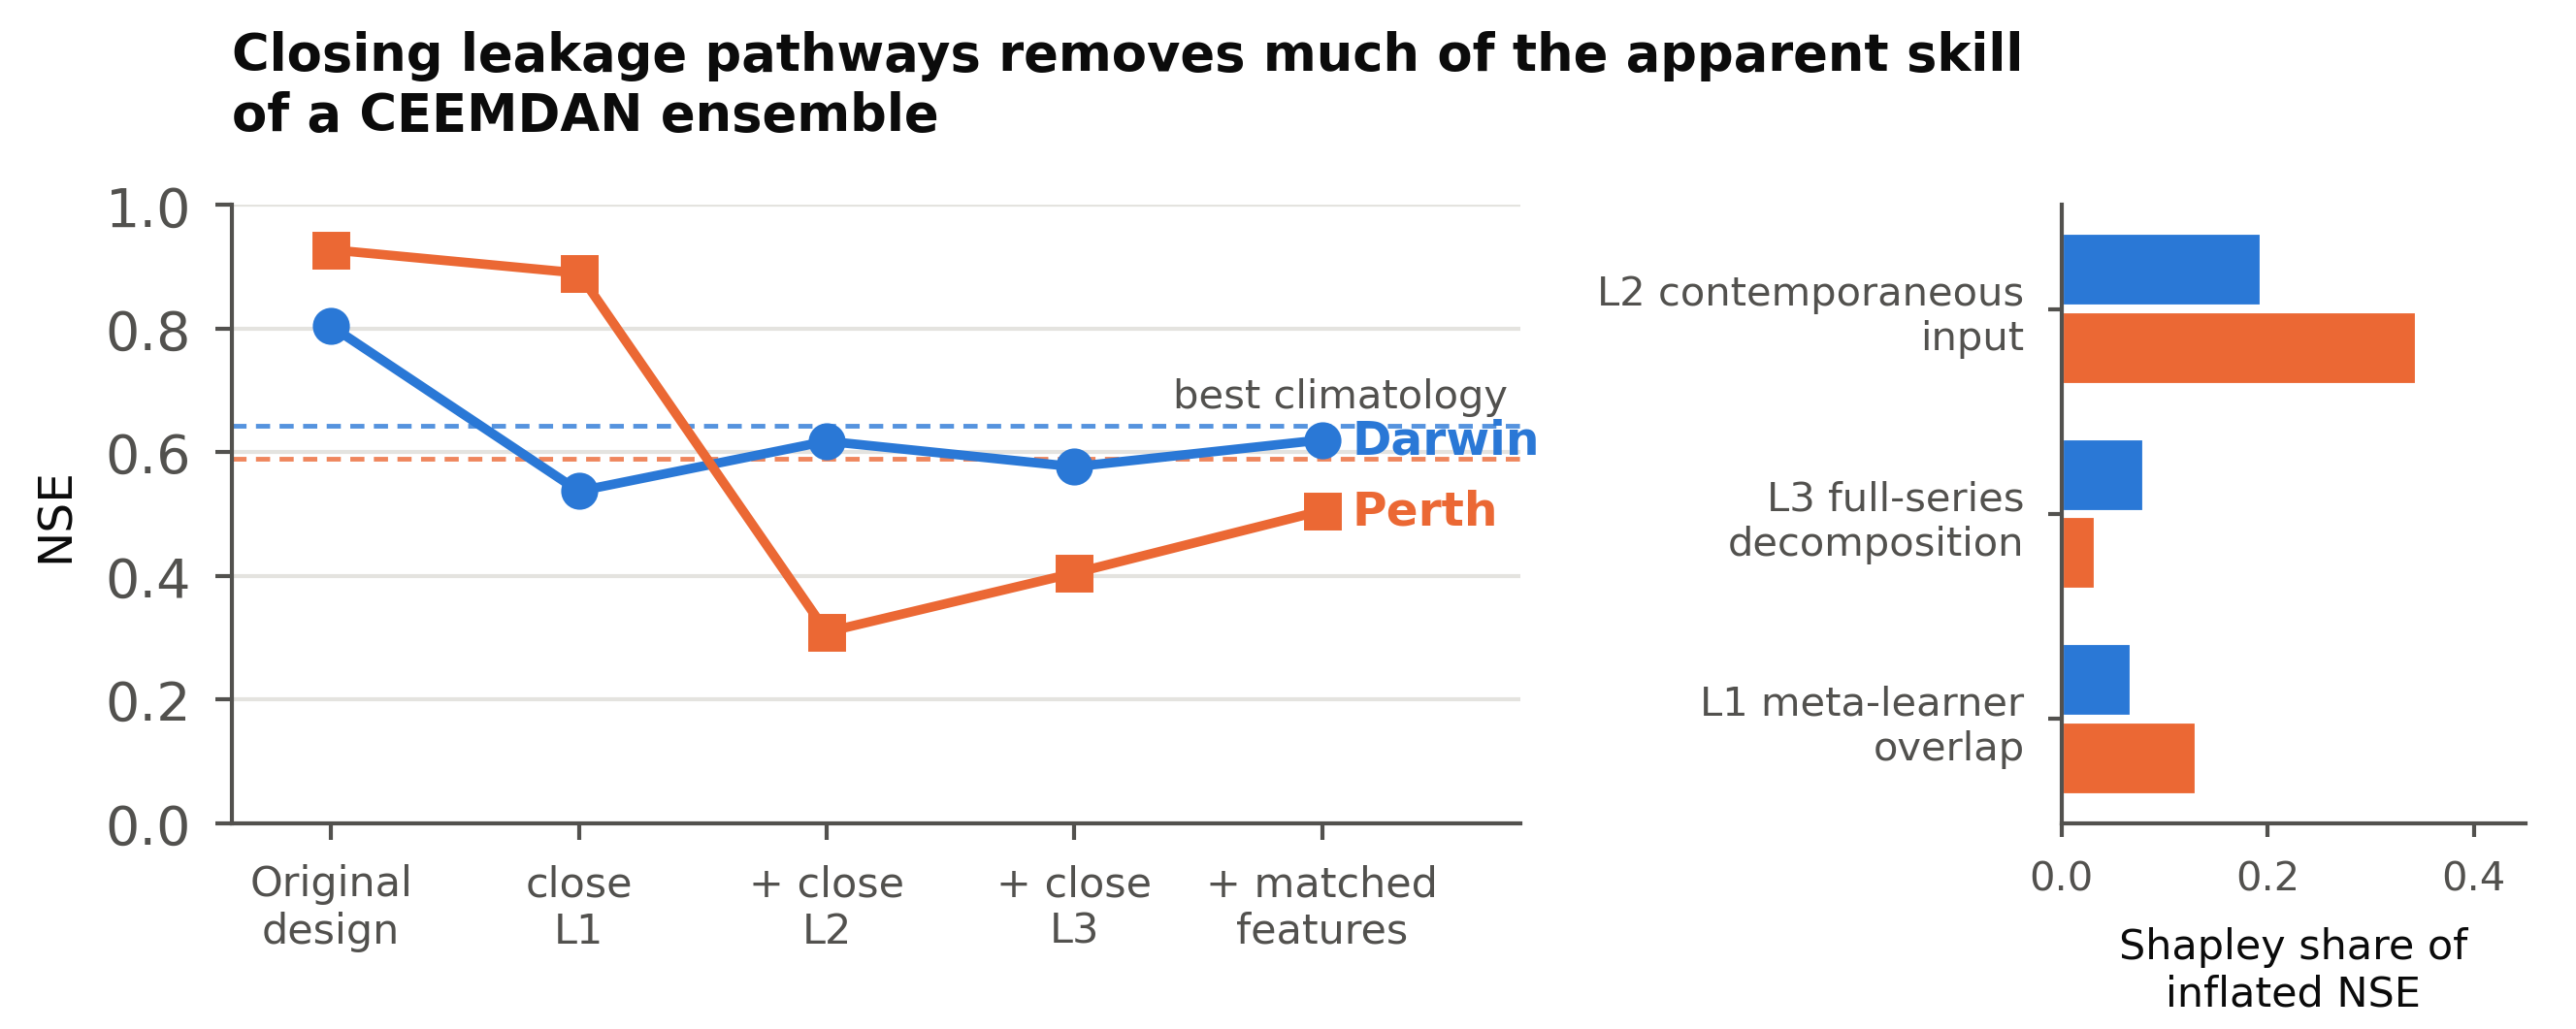 Closing leakage pathways removes much of the apparent skill
of a CEEMDAN ensemble
NSE
1.0
0.8
0.6
0.4
0.2
0.0
best climatology
Darwin
Perth
Original
design
close
L1
+ close
L2
+ close
L3
+ matched
features
L2 contemporaneous
input
L3 full-series
decomposition
L1 meta-learner
overlap
0.0
0.2
0.4
Shapley share of
inflated NSE